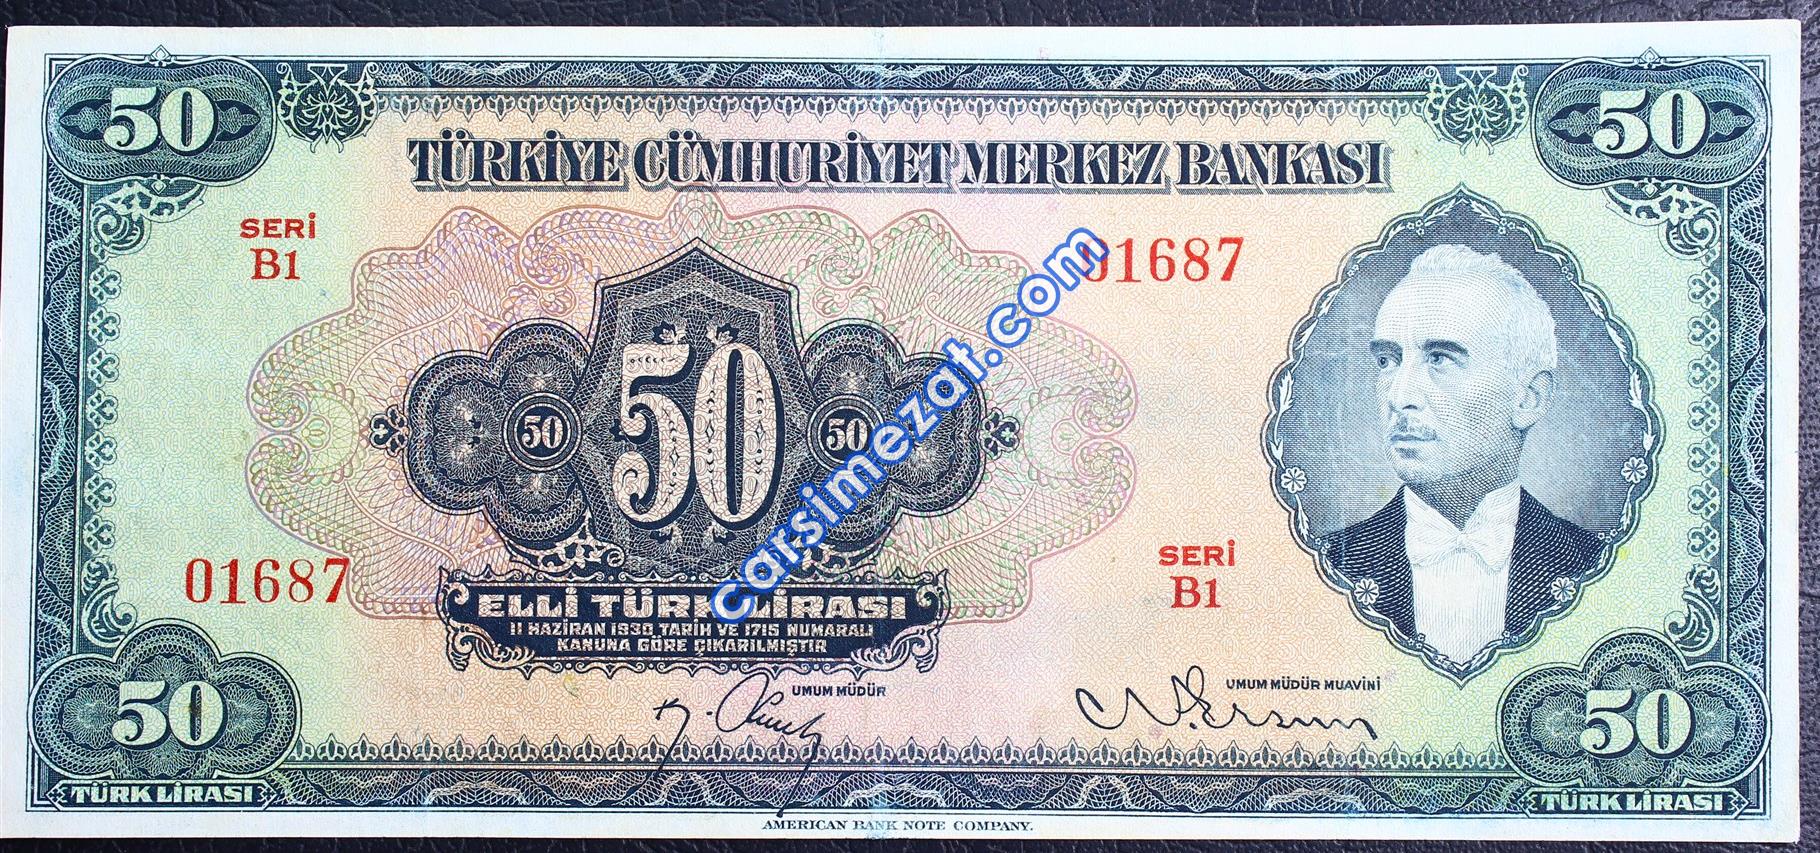 50
50
TÜRKİYE CÜMHURİYET MERKEZ BANKASI
SERİ
B1
01687
50
50
50
01687
SERİ
B1
ELLİ TÜRK LİRASI
11 HAZİRAN 1930 TARİH VE 1715 NUMARALI
KANUNA GÖRE ÇIKARILMIŞTIR
UMUM MÜDÜR
UMUM MÜDÜR MUAVİNİ
50
50
TÜRK LİRASI
TÜRK LİRASI
AMERICAN BANK NOTE COMPANY.
carsimezat.com